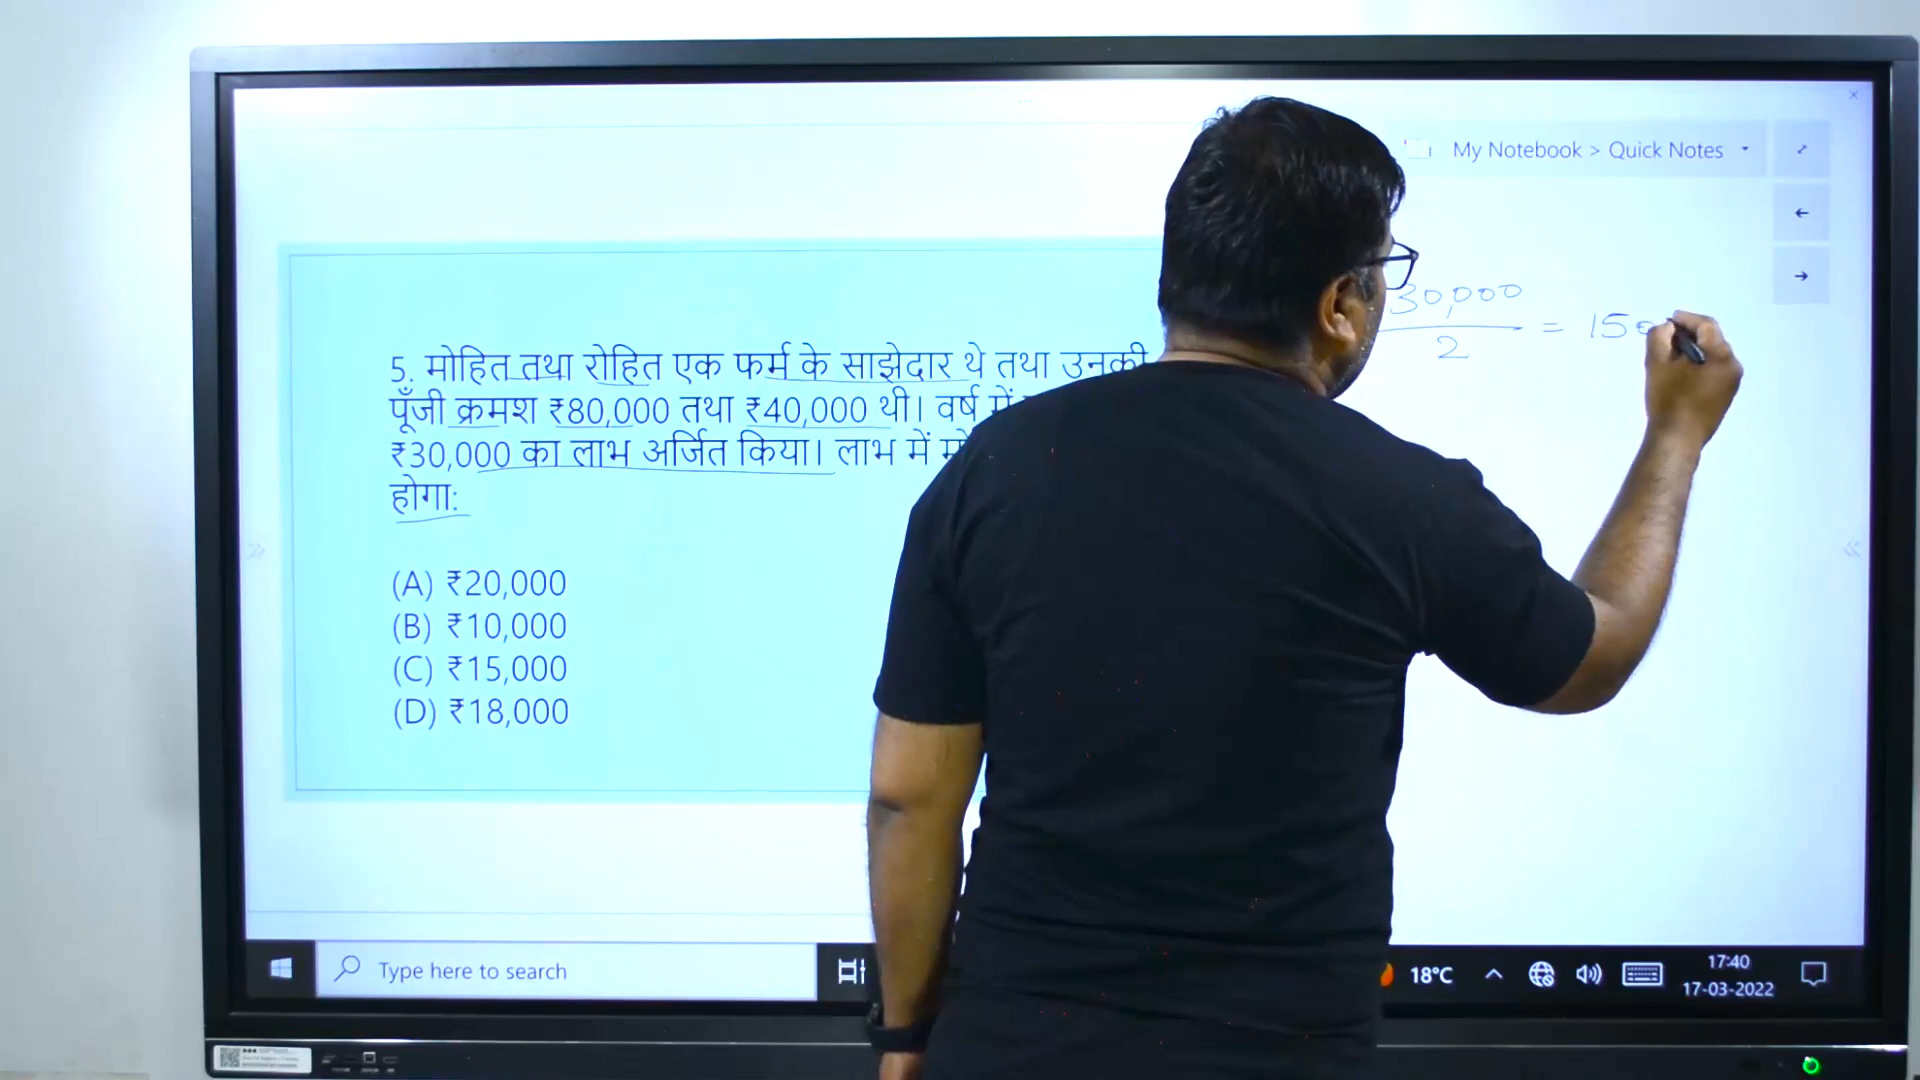 My Notebook > Quick Notes
30,000
2
= 15
5. मोहित तथा रोहित एक फर्म के साझेदार थे तथा उनकी
पूँजी क्रमश ₹80,000 तथा ₹40,000 थी। वर्ष में
₹30,000 का लाभ अर्जित किया। लाभ में
होगा:
(A) ₹20,000
(B) ₹10,000
(C) ₹15,000
(D) ₹18,000
Type here to search
18°C
17:40
17-03-2022